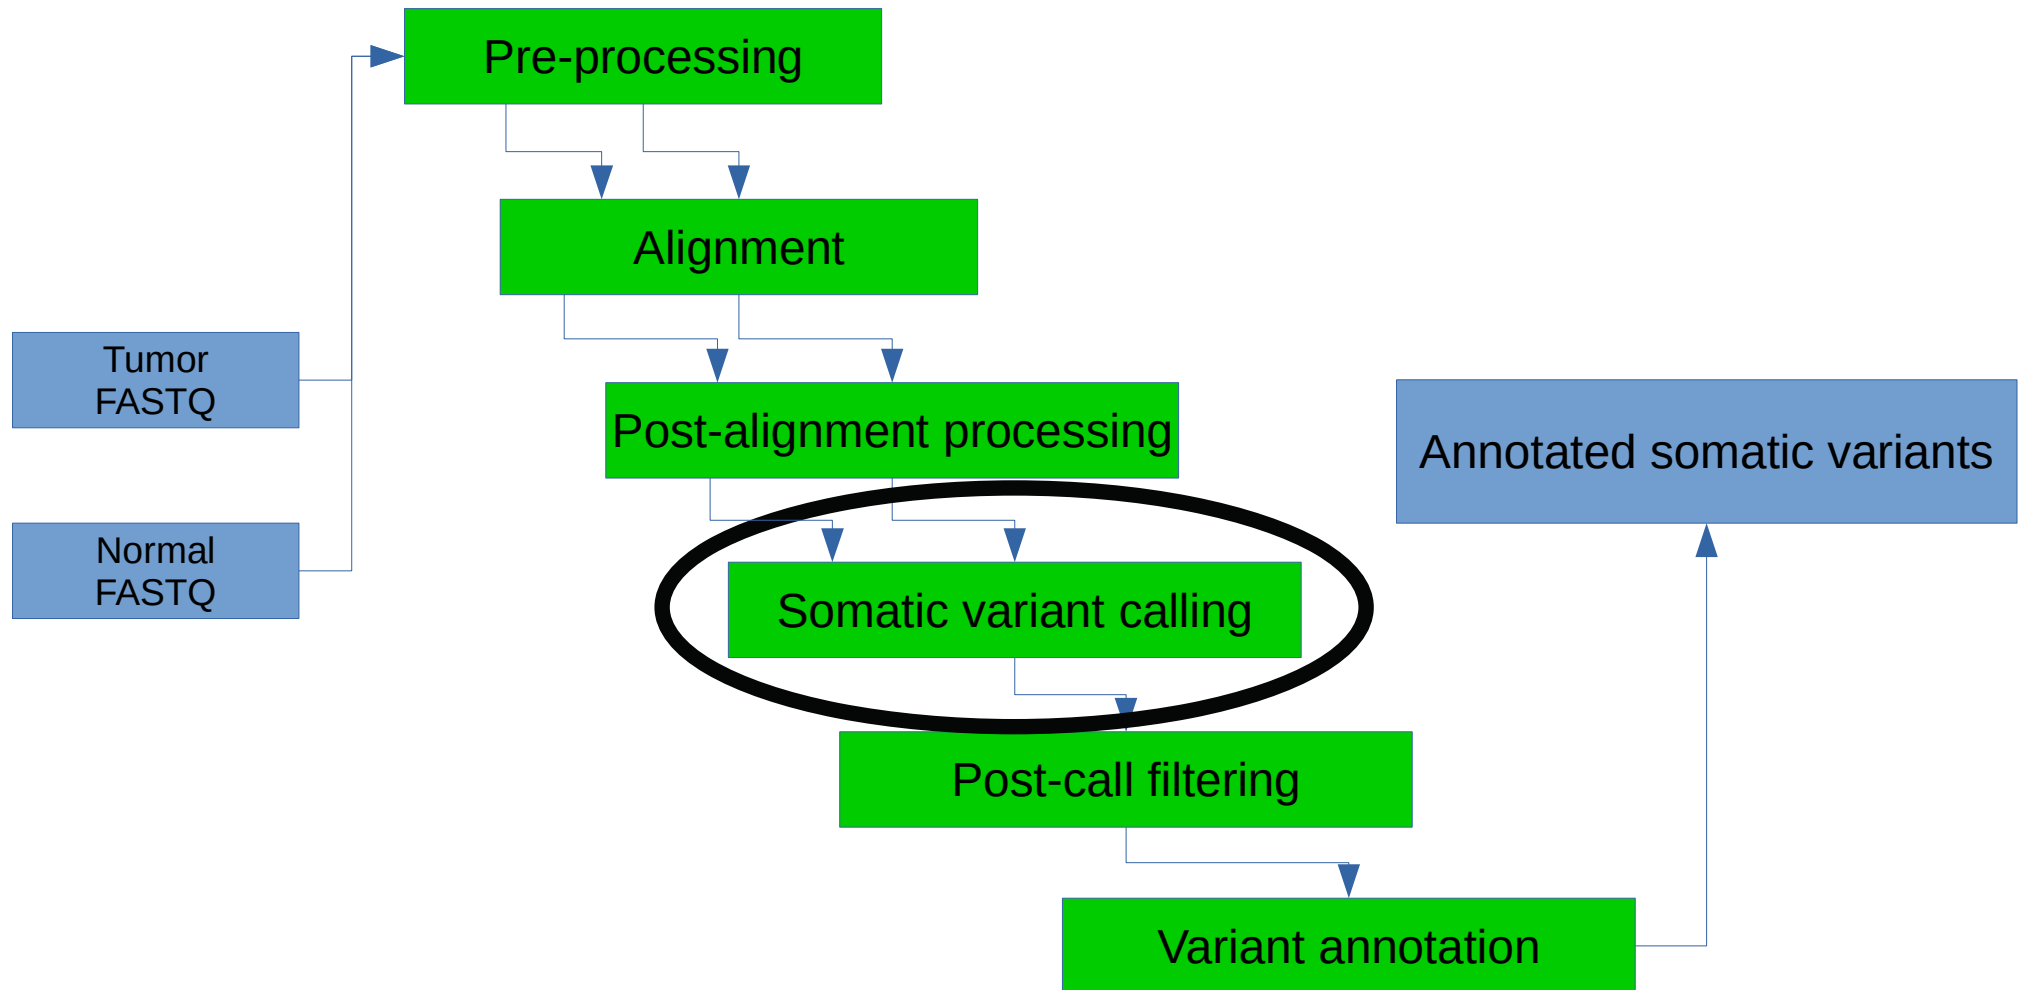 Pre-processing
Alignment
Tumor
FASTQ
Post-alignment processing
Annotated somatic variants
Normal
FASTQ
Somatic variant calling
Post-call filtering
Variant annotation